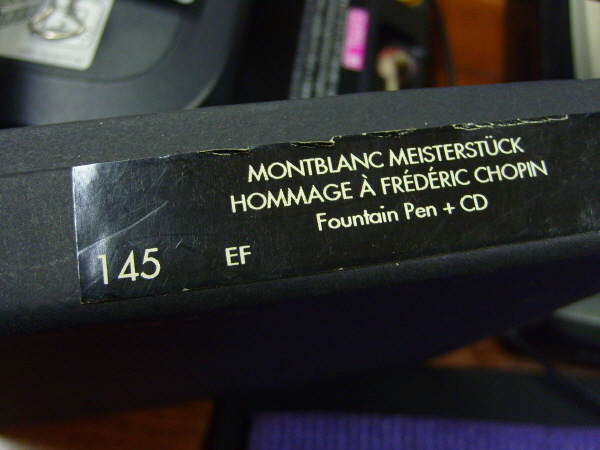 MONTBLANC MEISTERSTÜCK
HOMMAGE À FRÉDÉRIC CHOPIN
Fountain Pen + CD
145 EF